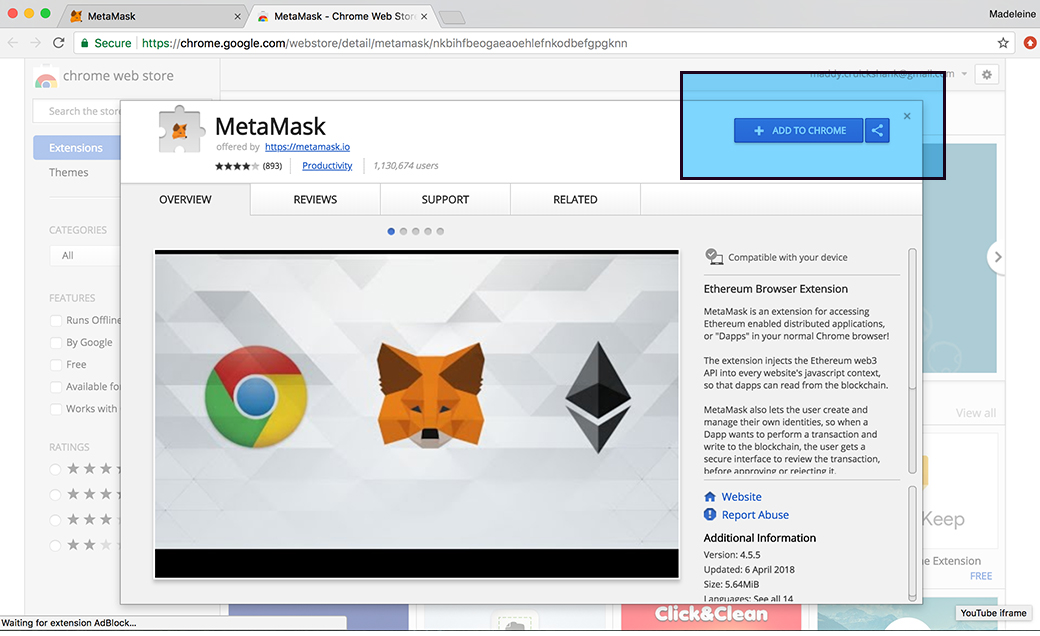 MetaMask
MetaMask - Chrome Web Stor
Madeleine
Secure
https://chrome.google.com/webstore/detail/metamask/nkbihfbeogaeaoehlefnkodbefgpgknn
chrome web store
maddy.cruickshank@gmail.com
Search the store
MetaMask
offered by https://metamask.io
(893)
Productivity
1,130,674 users
ADD TO CHROME
Extensions
Themes
CATEGORIES
All
FEATURES
Runs Offline
By Google
Free
Available fo
Works with
RATINGS
OVERVIEW
REVIEWS
SUPPORT
RELATED
Compatible with your device
Ethereum Browser Extension
MetaMask is an extension for accessing
Ethereum enabled distributed applications,
or "Dapps" in your normal Chrome browser!
The extension injects the Ethereum web3
API into every website's javascript context,
so that dapps can read from the blockchain.
MetaMask also lets the user create and
manage their own identities, so when a
Dapp wants to perform a transaction and
write to the blockchain, the user gets a
secure interface to review the transaction,
before approving or rejecting it.
Website
Report Abuse
Additional Information
Version: 4.5.5
Updated: 6 April 2018
Size: 5.64MiB
Languages: See all 14
View all
Keep
e Extension
FREE
Click&Clean
YouTube iframe
Waiting for extension AdBlock...